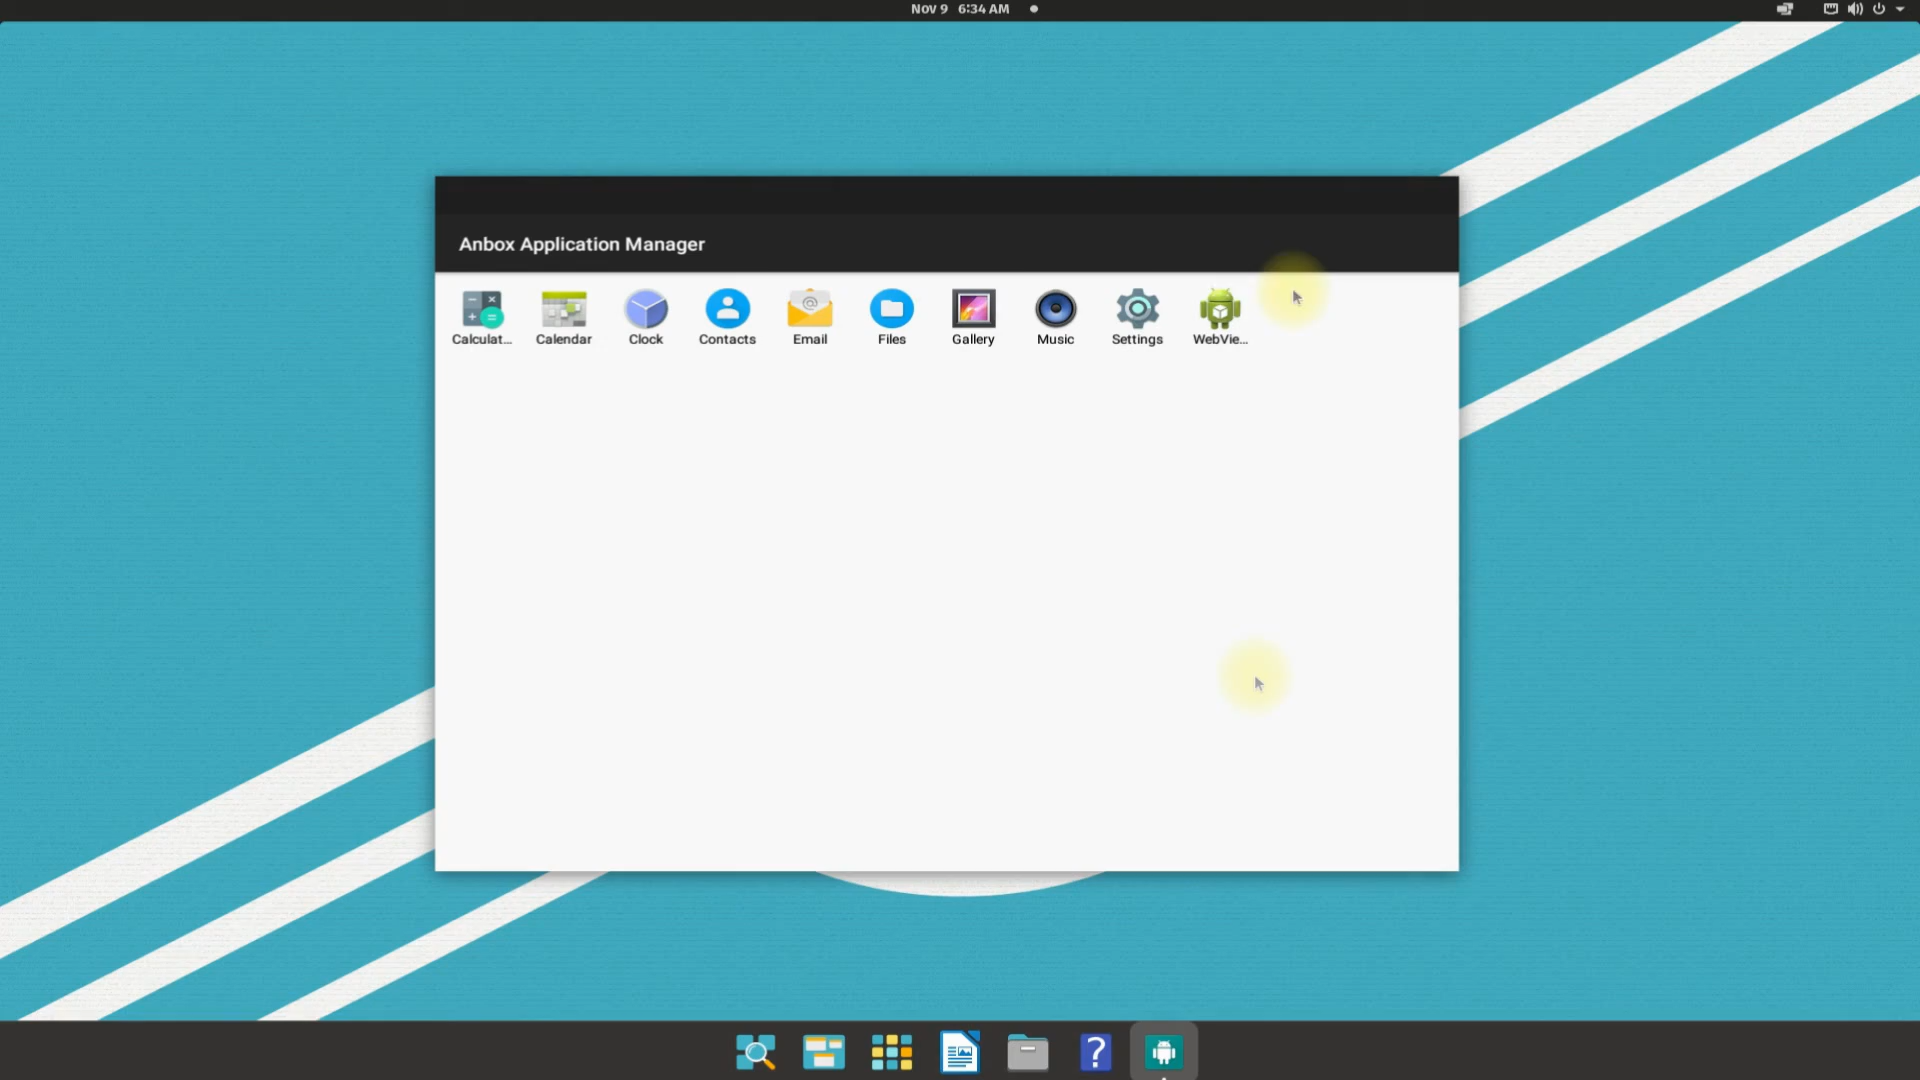 Nov 9 6:34 AM
Anbox Application Manager
Calculat... Calendar Clock Contacts Email Files Gallery Music Settings WebVie...